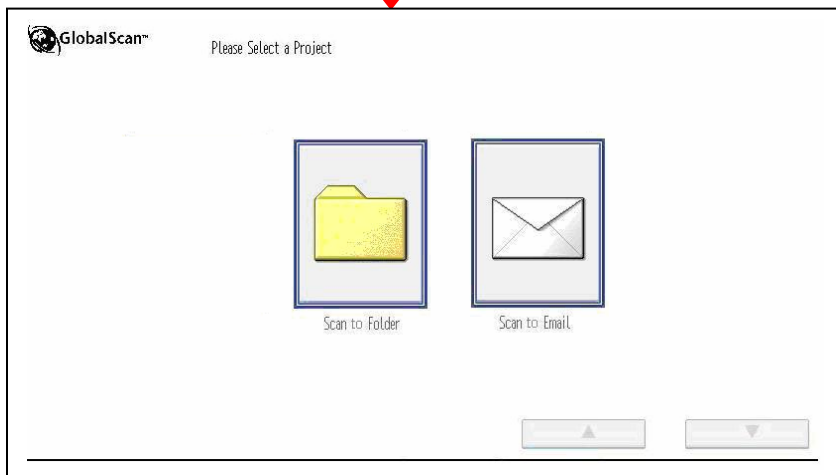 GlobalScan™
Please Select a Project
Scan to Folder
Scan to Email